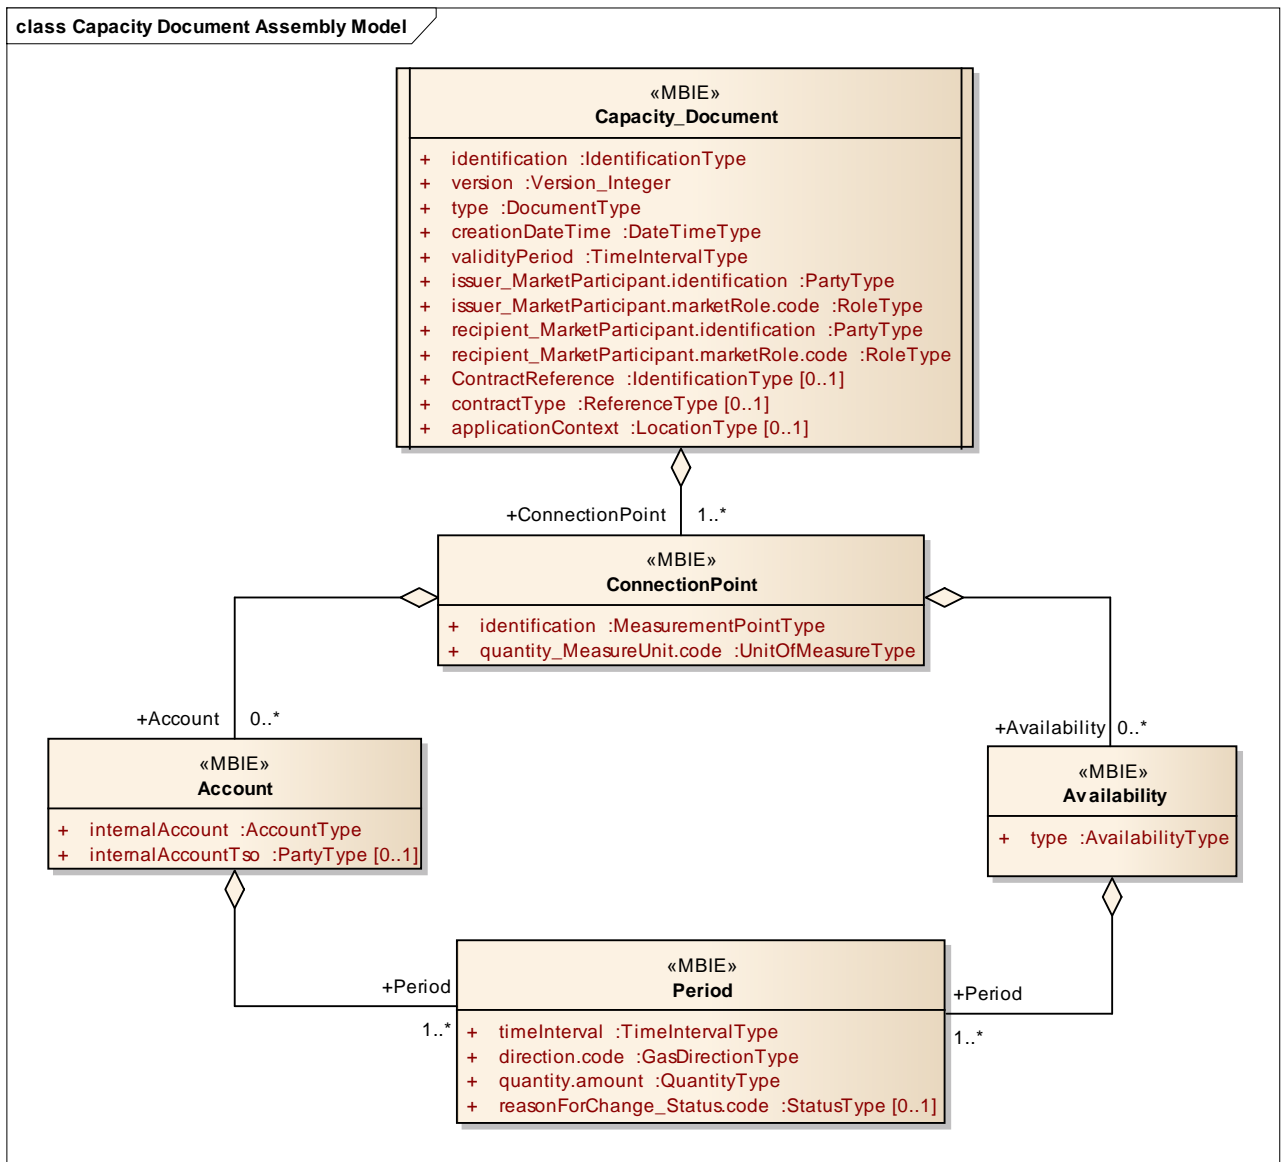 class Capacity Document Assembly Model
«MBIE»
Capacity_Document
+ identification :IdentificationType
+ version :Version_Integer
+ type :DocumentType
+ creationDateTime :DateTimeType
+ validityPeriod :TimeIntervalType
+ issuer_MarketParticipant.identification :PartyType
+ issuer_MarketParticipant.marketRole.code :RoleType
+ recipient_MarketParticipant.identification :PartyType
+ recipient_MarketParticipant.marketRole.code :RoleType
+ ContractReference :IdentificationType [0..1]
+ contractType :ReferenceType [0..1]
+ applicationContext :LocationType [0..1]
+ConnectionPoint 1..*
«MBIE»
ConnectionPoint
+ identification :MeasurementPointType
+ quantity_MeasureUnit.code :UnitOfMeasureType
+Account 0..*
«MBIE»
Account
+ internalAccount :AccountType
+ internalAccountTso :PartyType [0..1]
+Availability 0..*
«MBIE»
Availability
+ type :AvailabilityType
+Period
1..*
«MBIE»
Period
+ timeInterval :TimeIntervalType
+ direction.code :GasDirectionType
+ quantity.amount :QuantityType
+ reasonForChange_Status.code :StatusType [0..1]
+Period
1..*